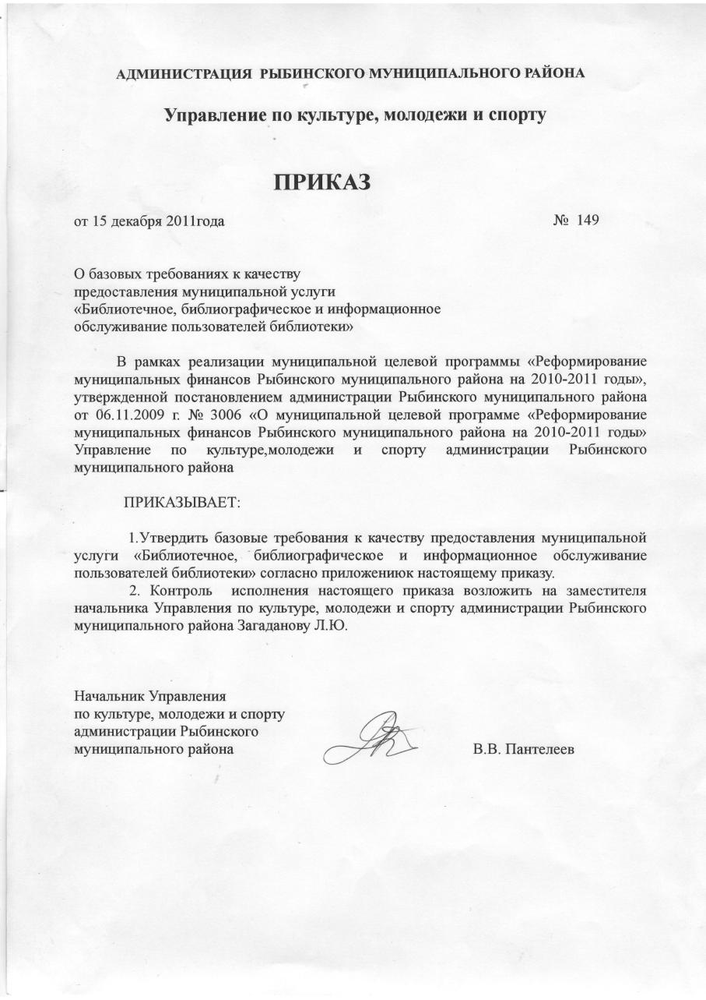 АДМИНИСТРАЦИЯ РЫБИНСКОГО МУНИЦИПАЛЬНОГО РАЙОНА
Управление по культуре, молодежи и спорту
ПРИКАЗ
от 15 декабря 2011года № 149
О базовых требованиях к качеству
предоставления муниципальной услуги
«Библиотечное, библиографическое и информационное
обслуживание пользователей библиотеки»
В рамках реализации муниципальной целевой программы «Реформирование
муниципальных финансов Рыбинского муниципального района на 2010-2011 годы»,
утвержденной постановлением администрации Рыбинского муниципального района
от 06.11.2009 г. № 3006 «О муниципальной целевой программе «Реформирование
муниципальных финансов Рыбинского муниципального района на 2010-2011 годы»
Управление по культуре,молодежи и спорту администрации Рыбинского
муниципального района
ПРИКАЗЫВАЕТ:
1.Утвердить базовые требования к качеству предоставления муниципальной
услуги «Библиотечное, библиографическое и информационное обслуживание
пользователей библиотеки» согласно приложениюк настоящему приказу.
2. Контроль исполнения настоящего приказа возложить на заместителя
начальника Управления по культуре, молодежи и спорту администрации Рыбинского
муниципального района Загаданову Л.Ю.
Начальник Управления
по культуре, молодежи и спорту
администрации Рыбинского
муниципального района В.В. Пантелеев